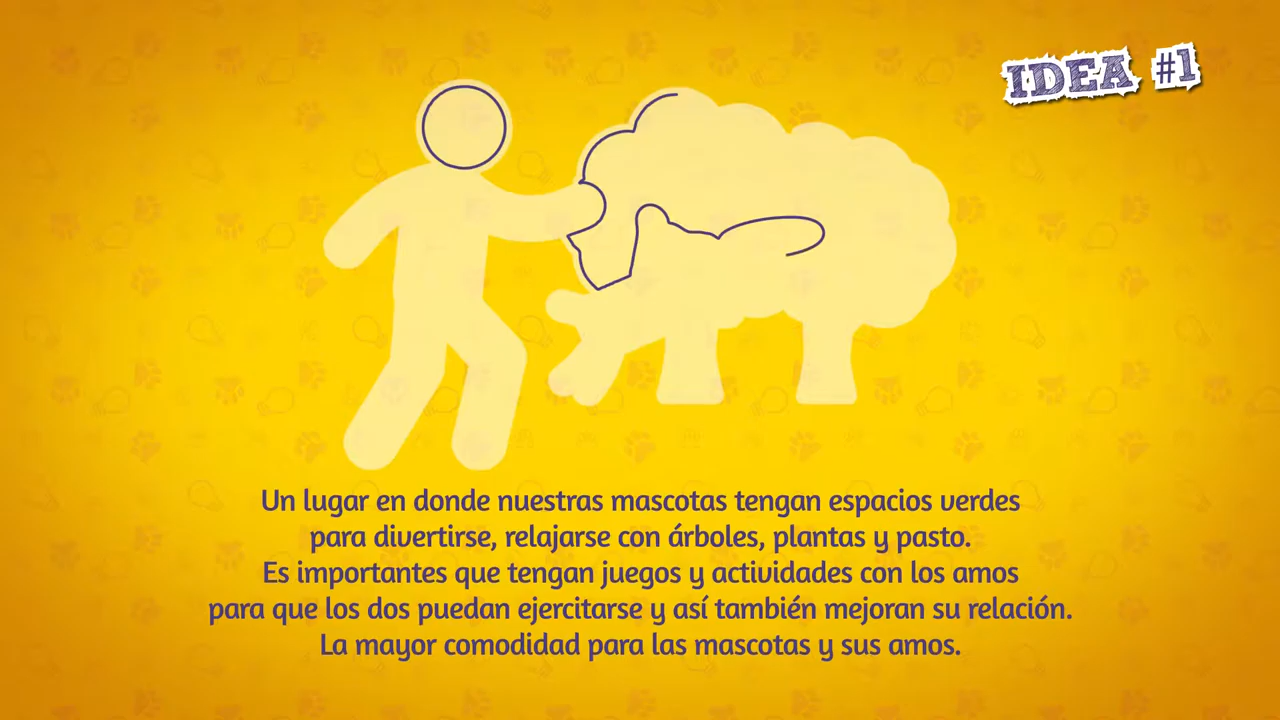 IDEA #1
Un lugar en donde nuestras mascotas tengan espacios verdes
para divertirse, relajarse con árboles, plantas y pasto.
Es importantes que tengan juegos y actividades con los amos
para que los dos puedan ejercitarse y así también mejoran su relación.
La mayor comodidad para las mascotas y sus amos.